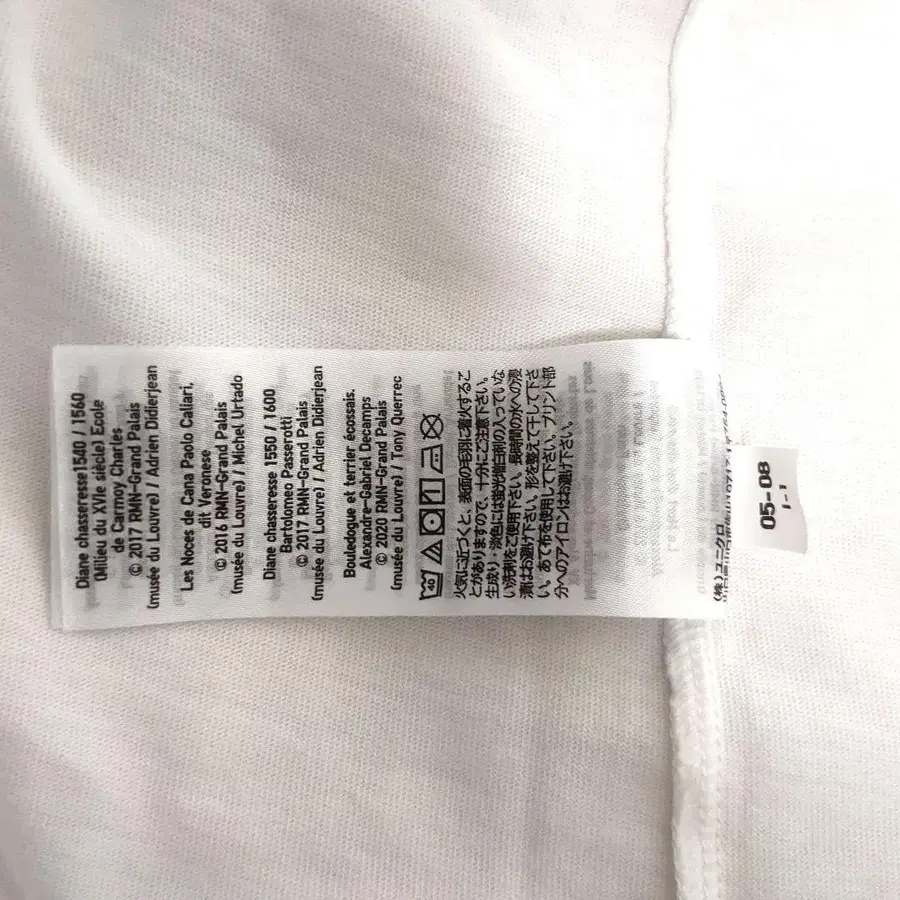 Diane chasseresse1540 / 1560
(Milieu du XVIe siècle) Ecole
de Carmoy Charles
© 2017 RMN-Grand Palais
(musée du Louvre) / Adrien Didierjean
Les Noces de Cana Paolo Caliari,
dit Veronese
© 2016 RMN-Grand Palais
(musée du Louvre) / Michel Urtado
Diane chasseresse 1550 / 1600
Bartolomeo Passerotti
© 2017 RMN-Grand Palais
(musée du Louvre) / Adrien Didierjean
Bouledogue et terrier écossais.
Alexandre-Gabriel Decamps
© 2020 RMN-Grand Palais
(musée du Louvre) / Tony Querrec
40
火気に近づくと、表面の毛羽に着火するこ
とがありますので、十分にご注意下さい。
生成り・淡色には蛍光増白剤の入っていな
い洗剤をご使用下さい。長時間の水への浸
漬はお避け下さい。形を整えて干して下さ
い。あて布を使用して下さい。プリント部
分へのアイロンはお避け下さい。
(株)ユニクロ
05-08
1-1